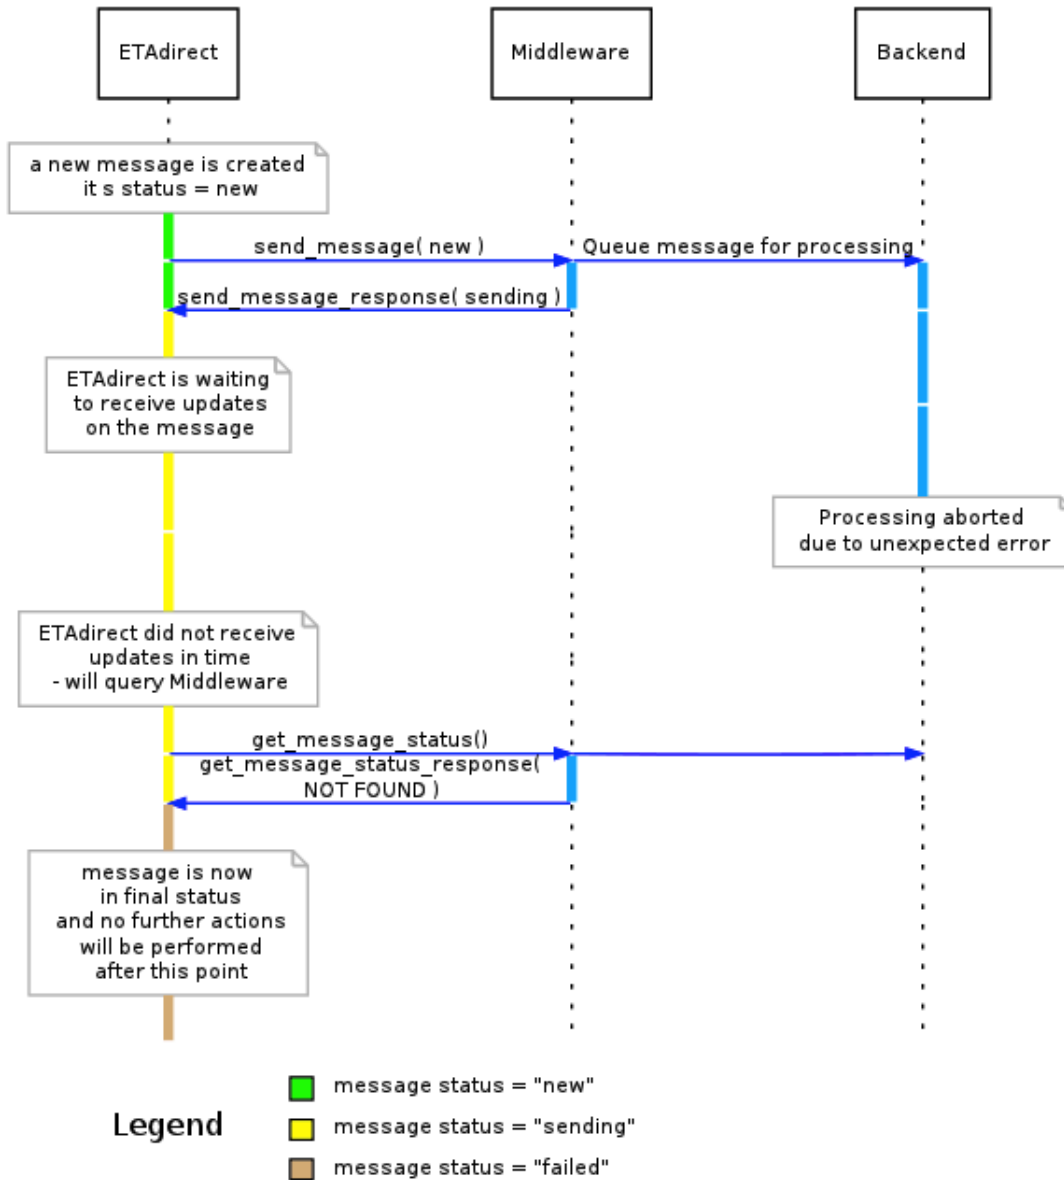 ETAdirect
Middleware
Backend
a new message is created
it s status = new
send_message( new )
Queue message for processing
send_message_response( sending )
ETAdirect is waiting
to receive updates
on the message
Processing aborted
due to unexpected error
ETAdirect did not receive
updates in time
- will query Middleware
get_message_status()
get_message_status_response(
NOT FOUND )
message is now
in final status
and no further actions
will be performed
after this point
Legend
message status = "new"
message status = "sending"
message status = "failed"